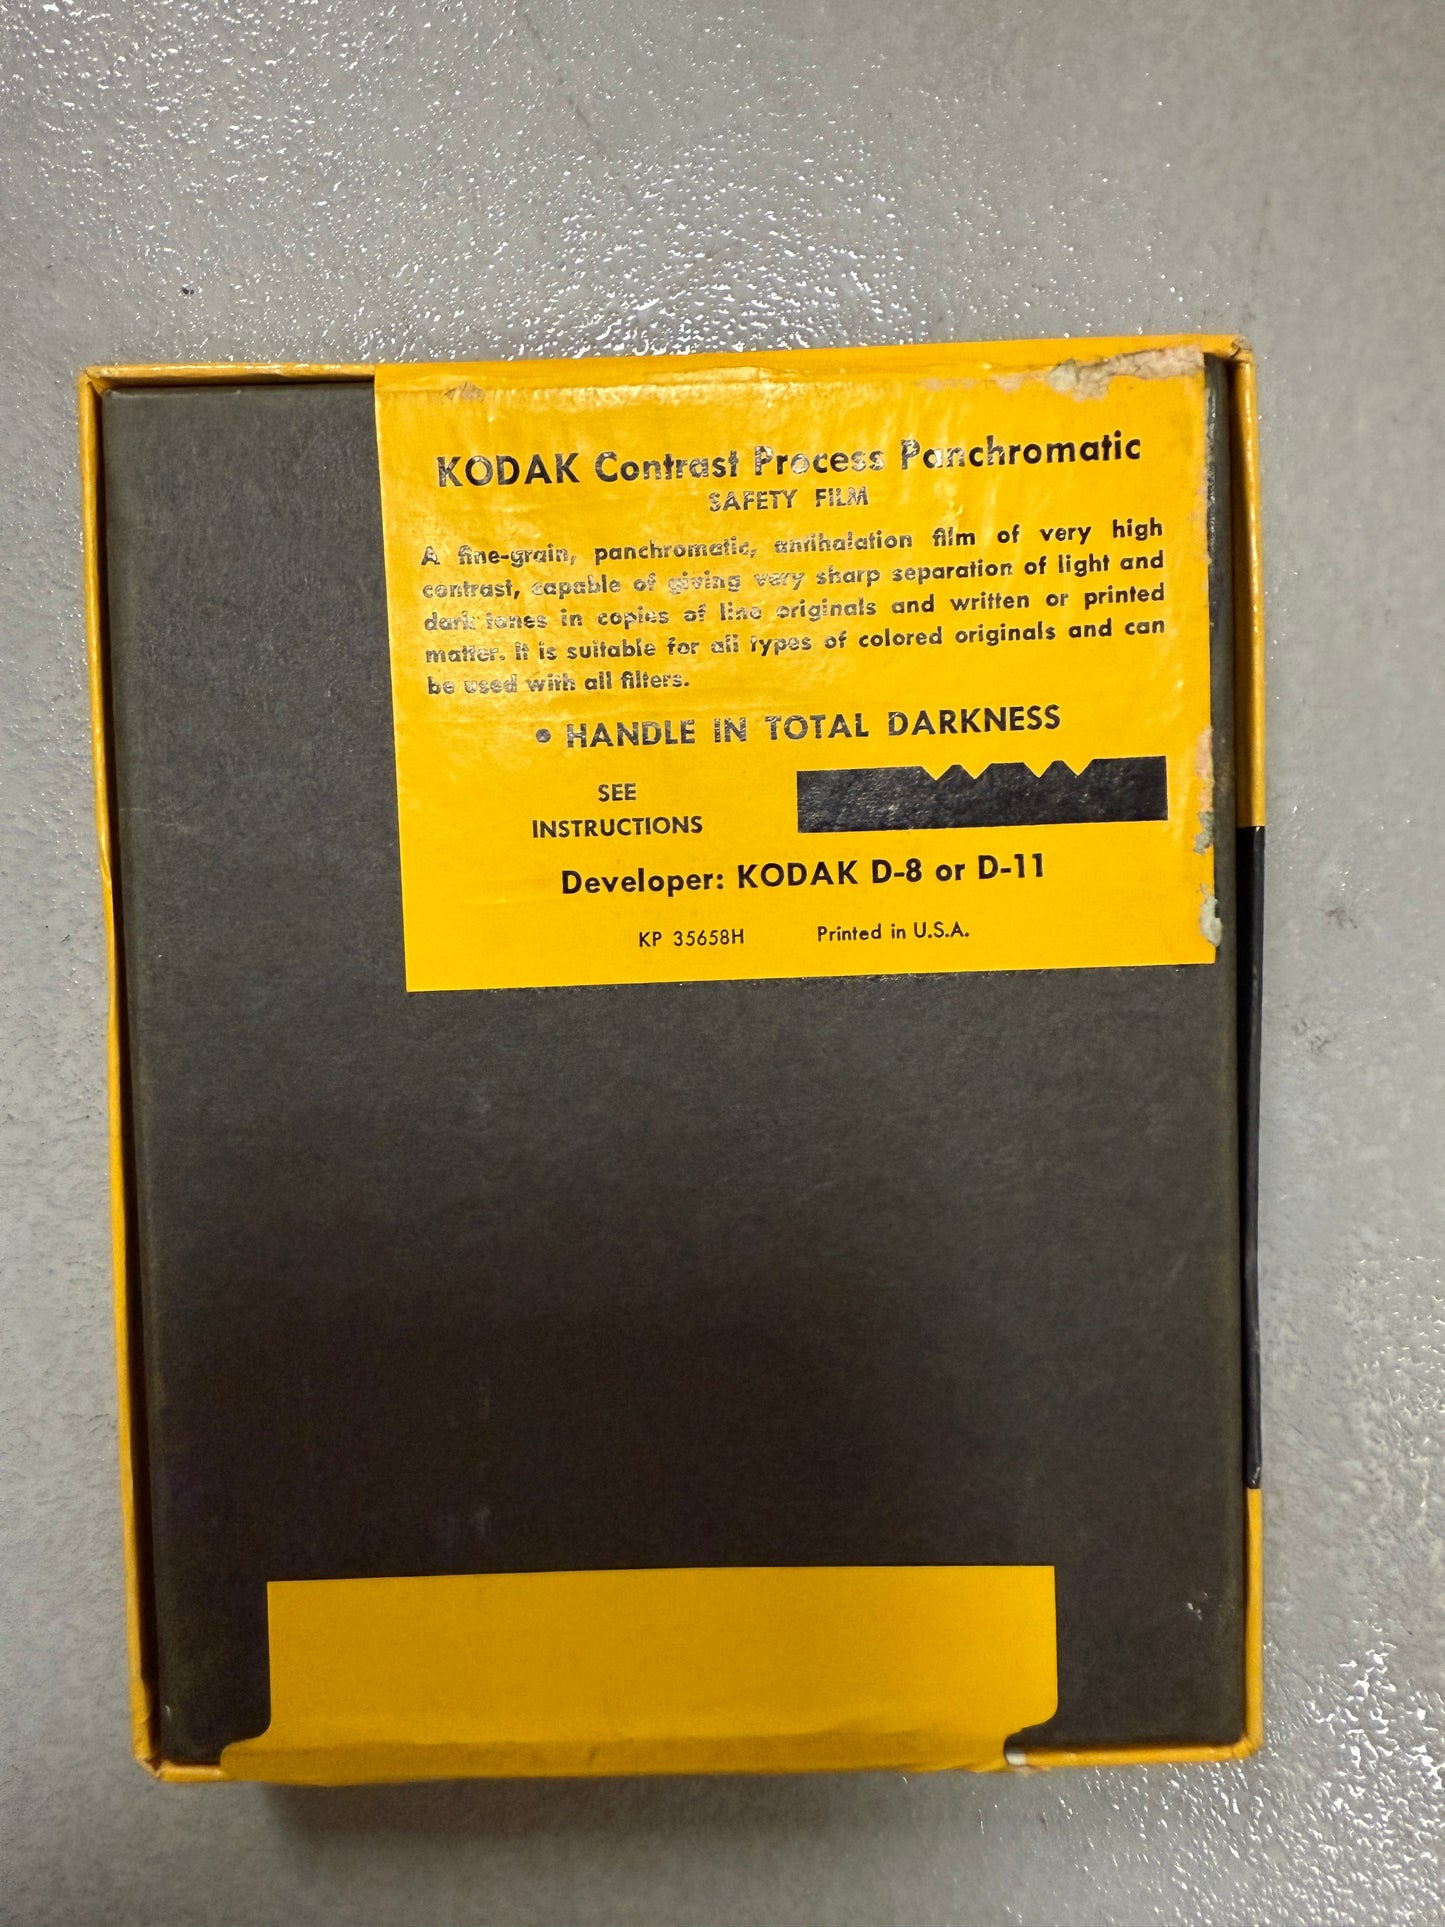 KODAK Contrast Process Panchromatic
SAFETY FILM
A fine-grain, panchromatic, antihalation film of very high
contrast, capable of giving very sharp separation of light and
dark tones in copies of line originals and written or printed
matter. It is suitable for all types of colored originals and can
be used with all filters.
• HANDLE IN TOTAL DARKNESS
SEE
INSTRUCTIONS
Developer: KODAK D-8 or D-11
KP 35658H Printed in U.S.A.